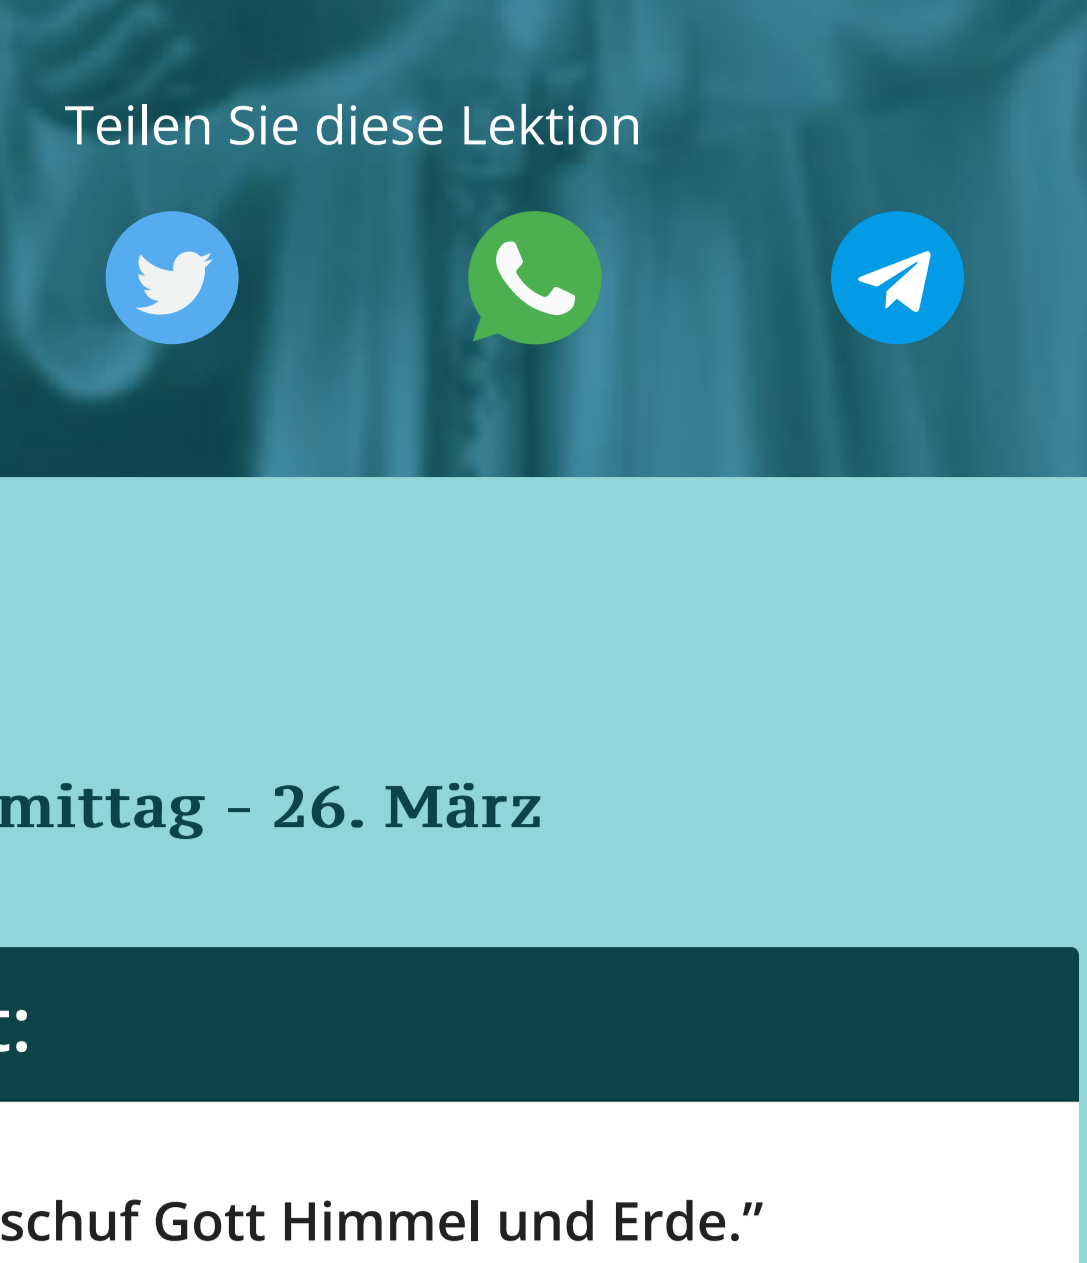 Teilen Sie diese Lektion
mittag – 26. März
t:
schuf Gott Himmel und Erde.”